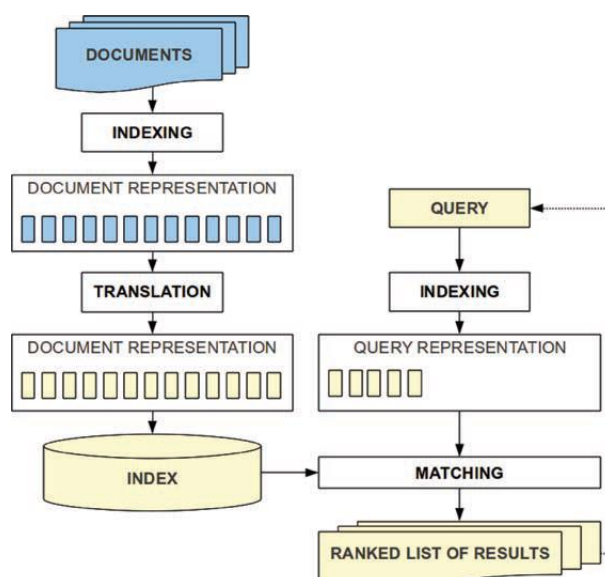 DOCUMENTS
INDEXING
DOCUMENT REPRESENTATION
TRANSLATION
DOCUMENT REPRESENTATION
INDEX
QUERY
INDEXING
QUERY REPRESENTATION
MATCHING
RANKED LIST OF RESULTS